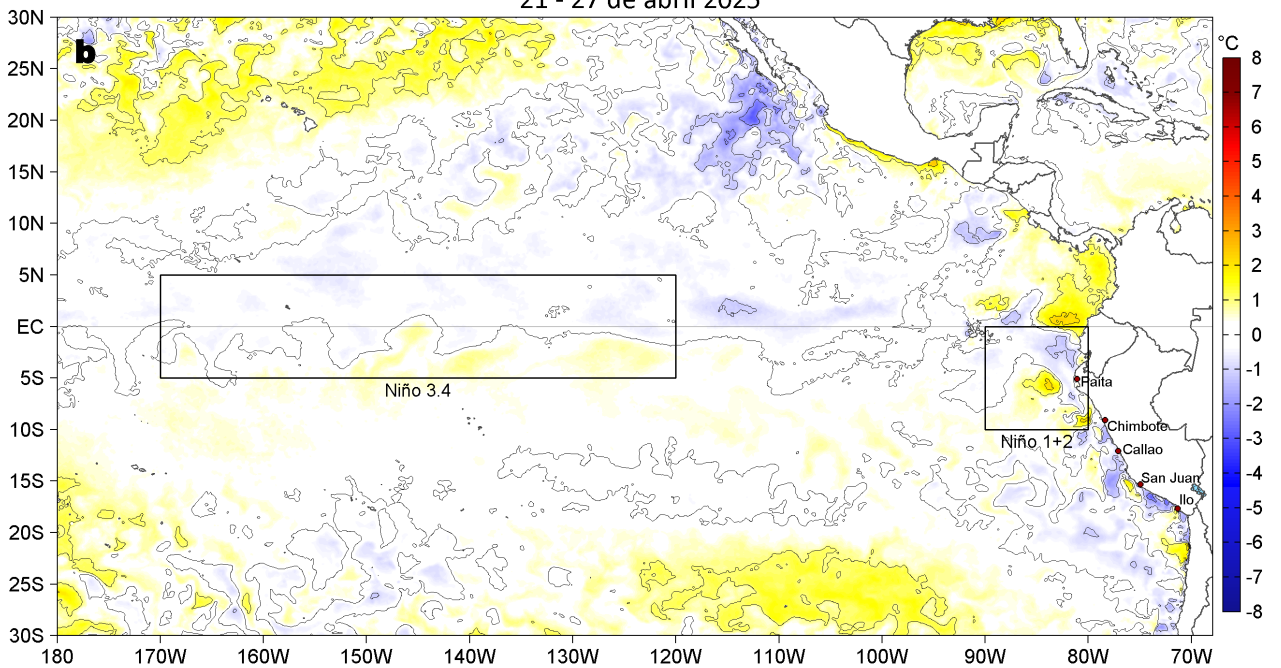 21 - 27 de abril 2025
b
30N
25N
20N
15N
10N
5N
EC
5S
10S
15S
20S
25S
30S
180
170W
160W
150W
140W
130W
120W
110W
100W
90W
80W
70W
Niño 3.4
Niño 1+2
Paita
Chimbote
Callao
San Juan
Ilo
°C
8
7
6
5
4
3
2
1
0
-1
-2
-3
-4
-5
-6
-7
-8